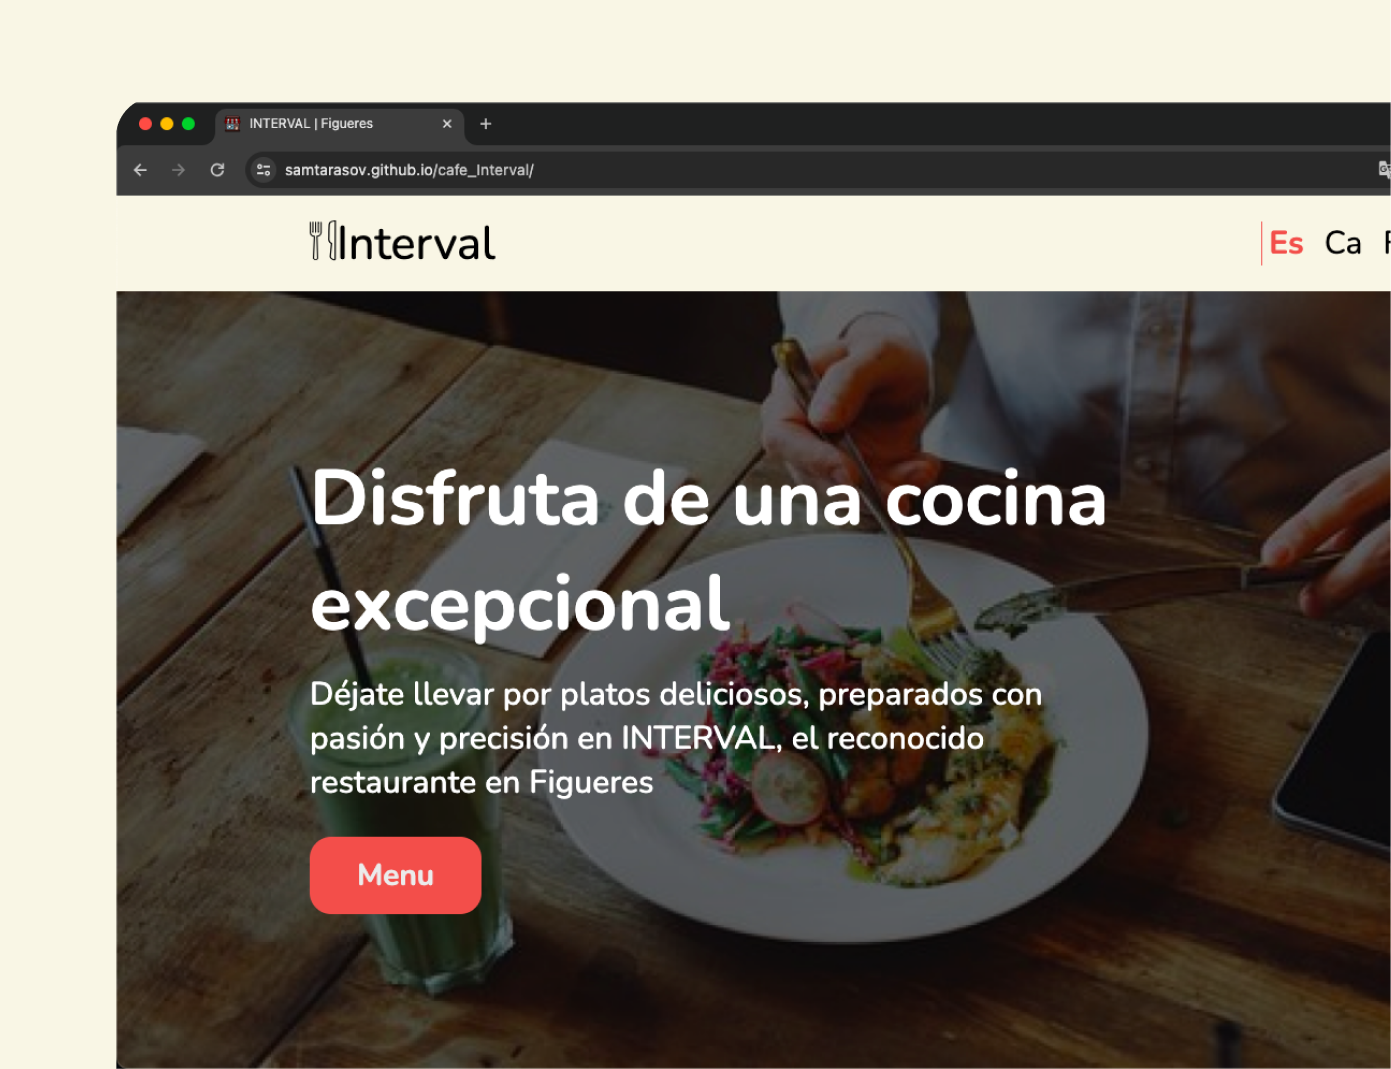 INTERVAL | Figueres
samtarasov.github.io/cafe_Interval/
Interval
Es Ca
Disfruta de una cocina
excepcional
Déjate llevar por platos deliciosos, preparados con
pasión y precisión en INTERVAL, el reconocido
restaurante en Figueres
Menu